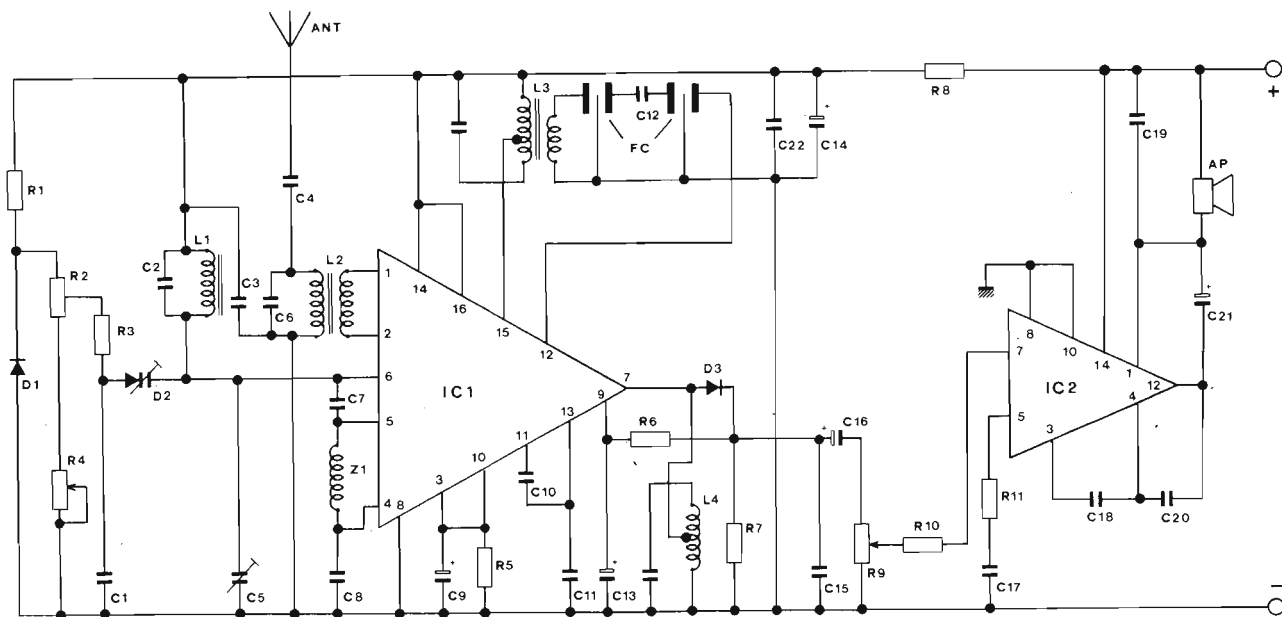 ANT
+
R8
L3
C12
FC
C22
C14
+
C19
AP
R1
C4
L1
L2
C2
C3
C6
R2
R3
D1
D2
1
14
16
15
2
12
6
IC1
7
C7
5
9
13
11
10
Z1
4
8
3
D3
R6
C16
+
R4
C10
L4
R7
R5
R9
R10
R11
+
C21
8
10
7
14
1
IC2
12
5
4
3
C18
C20
C1
C5
C8
C9
+
C11
C13
+
C15
C17
−